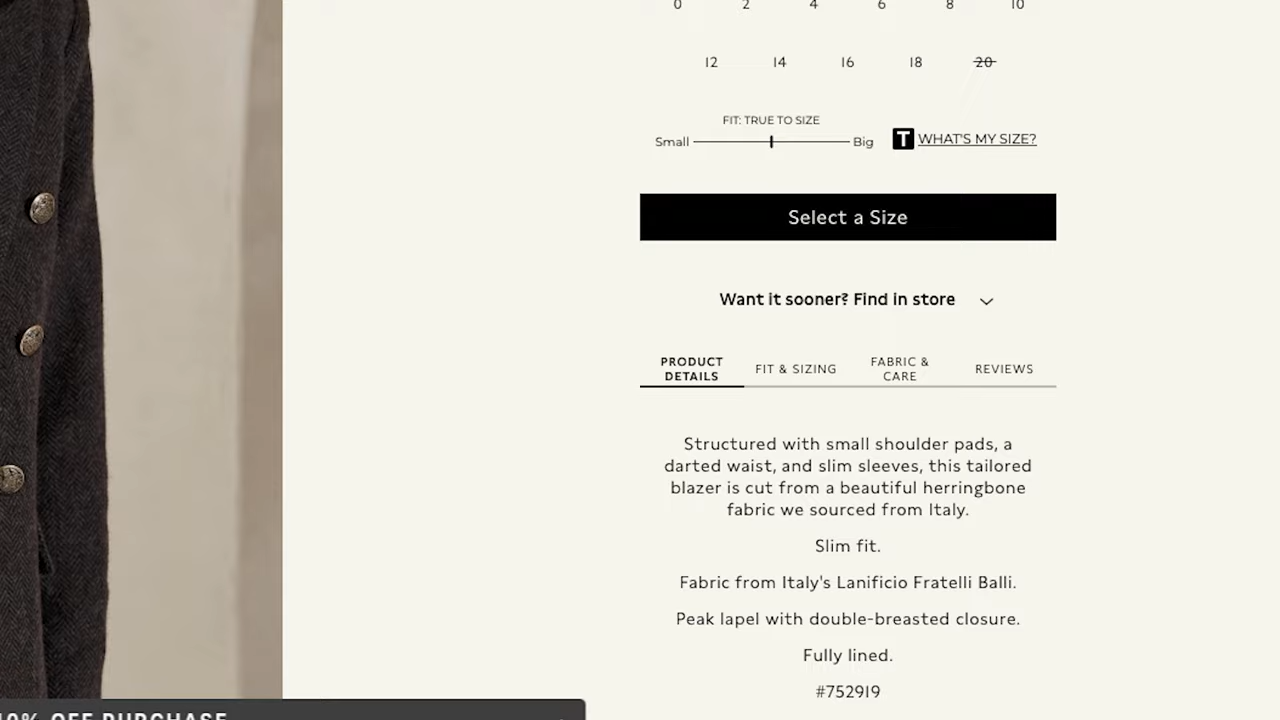 0 2 4 6 8 10
12 14 16 18 20
FIT: TRUE TO SIZE
Small Big
T WHAT'S MY SIZE?
Select a Size
Want it sooner? Find in store
PRODUCT DETAILS
FIT & SIZING
FABRIC & CARE
REVIEWS
Structured with small shoulder pads, a
darted waist, and slim sleeves, this tailored
blazer is cut from a beautiful herringbone
fabric we sourced from Italy.
Slim fit.
Fabric from Italy's Lanificio Fratelli Balli.
Peak lapel with double-breasted closure.
Fully lined.
#752919
10% OFF PURCHASE